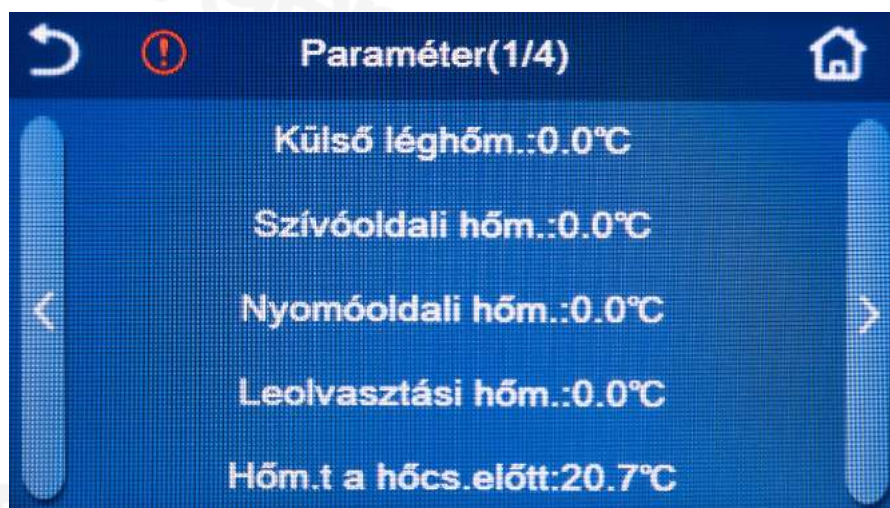 Paraméter(1/4)
Külső léghőm.:0.0℃
Szívóoldali hőm.:0.0℃
Nyomóoldali hőm.:0.0℃
Leolvasztási hőm.:0.0℃
Hőm.t a hőcs.előtt:20.7℃